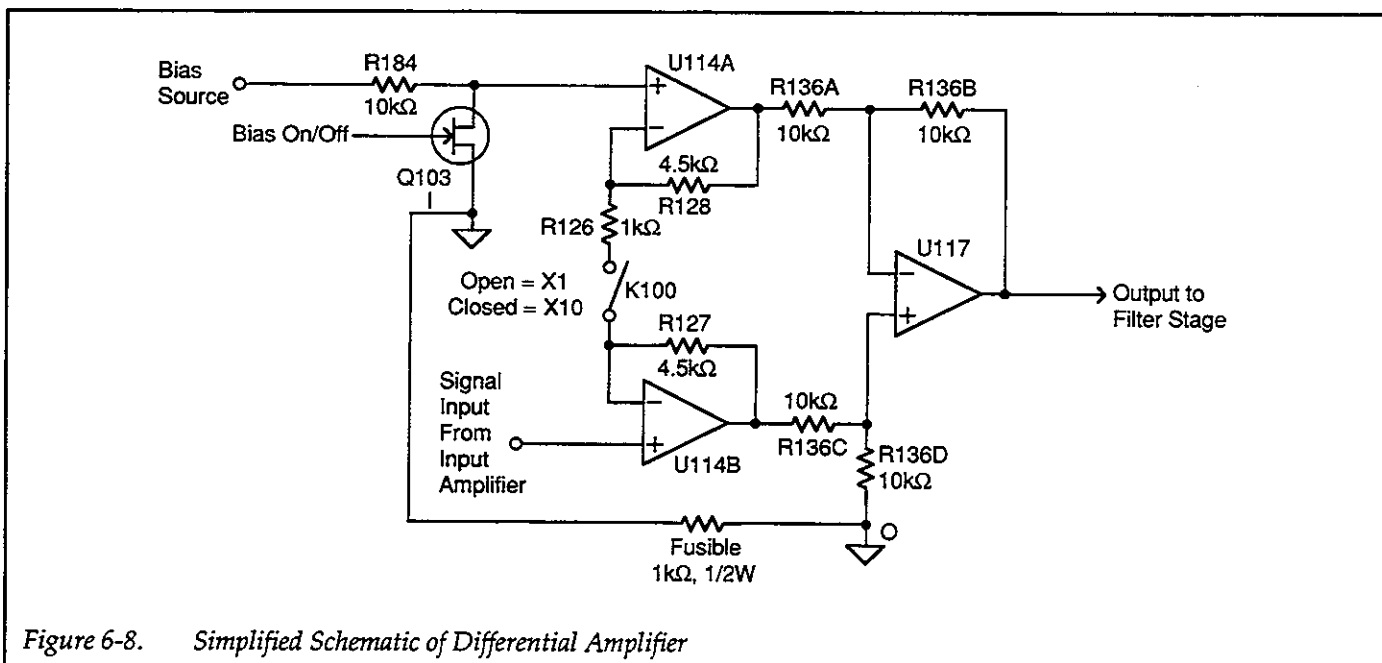 Bias
Source
R184
10kΩ
Bias On/Off
Q103
U114A
+
−
R136A
10kΩ
R136B
10kΩ
4.5kΩ
R128
R126
1kΩ
Open = X1
Closed = X10
K100
U117
−
+
Output to
Filter Stage
R127
4.5kΩ
Signal
Input
From
Input
Amplifier
−
+
U114B
10kΩ
R136C
R136D
10kΩ
Fusible
1kΩ, 1/2W
Figure 6-8. Simplified Schematic of Differential Amplifier